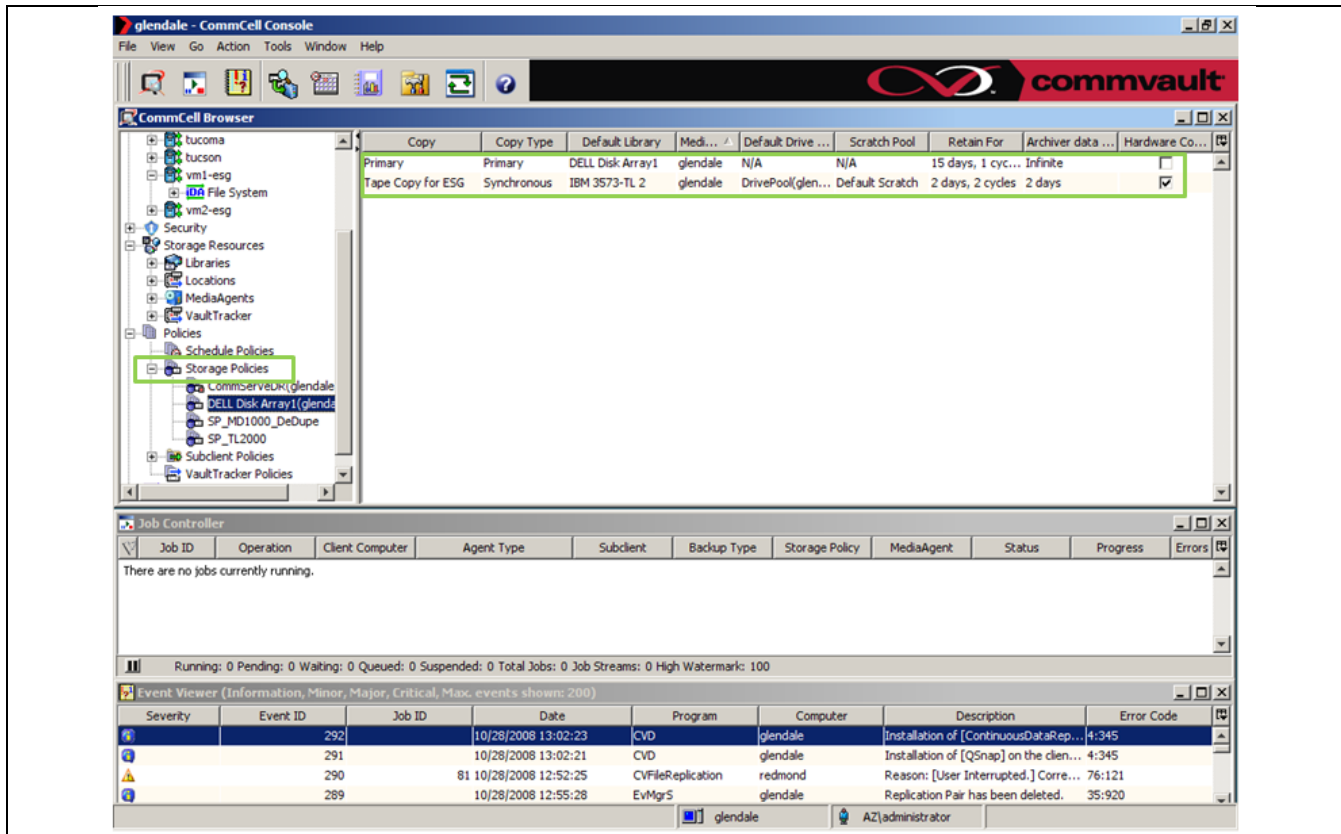 glendale - CommCell Console
File View Go Action Tools Window Help
commvault
CommCell Browser
tucoma
tucson
vm1-esg
iDA File System
vm2-esg
Security
Storage Resources
Libraries
Locations
MediaAgents
VaultTracker
Policies
Schedule Policies
Storage Policies
CommServeDR(glendale
DELL Disk Array1(glenda
SP_MD1000_DeDupe
SP_TL2000
Subclient Policies
VaultTracker Policies
Copy Copy Type Default Library Medi... Default Drive ... Scratch Pool Retain For Archiver data ... Hardware Co...
Primary Primary DELL Disk Array1 glendale N/A N/A 15 days, 1 cyc... Infinite
Tape Copy for ESG Synchronous IBM 3573-TL 2 glendale DrivePool(glen... Default Scratch 2 days, 2 cycles 2 days
Job Controller
Job ID Operation Client Computer Agent Type Subclient Backup Type Storage Policy MediaAgent Status Progress Errors
There are no jobs currently running.
Running: 0 Pending: 0 Waiting: 0 Queued: 0 Suspended: 0 Total Jobs: 0 Job Streams: 0 High Watermark: 100
Event Viewer (Information, Minor, Major, Critical, Max. events shown: 200)
Severity Event ID Job ID Date Program Computer Description Error Code
292 10/28/2008 13:02:23 CVD glendale Installation of [ContinuousDataRep... 4:345
291 10/28/2008 13:02:21 CVD glendale Installation of [QSnap] on the clien... 4:345
290 81 10/28/2008 12:52:25 CVFileReplication redmond Reason: [User Interrupted.] Corre... 76:121
289 10/28/2008 12:55:28 EvMgrS glendale Replication Pair has been deleted. 35:920
glendale AZ\administrator